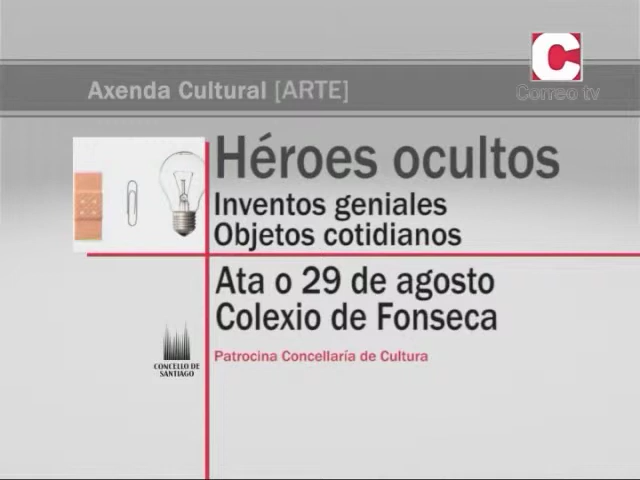 C
Correo tv
Axenda Cultural [ARTE]
Héroes ocultos
Inventos geniales
Objetos cotidianos
Ata o 29 de agosto
Colexio de Fonseca
Patrocina Concellaría de Cultura
CONCELLO DE
SANTIAGO